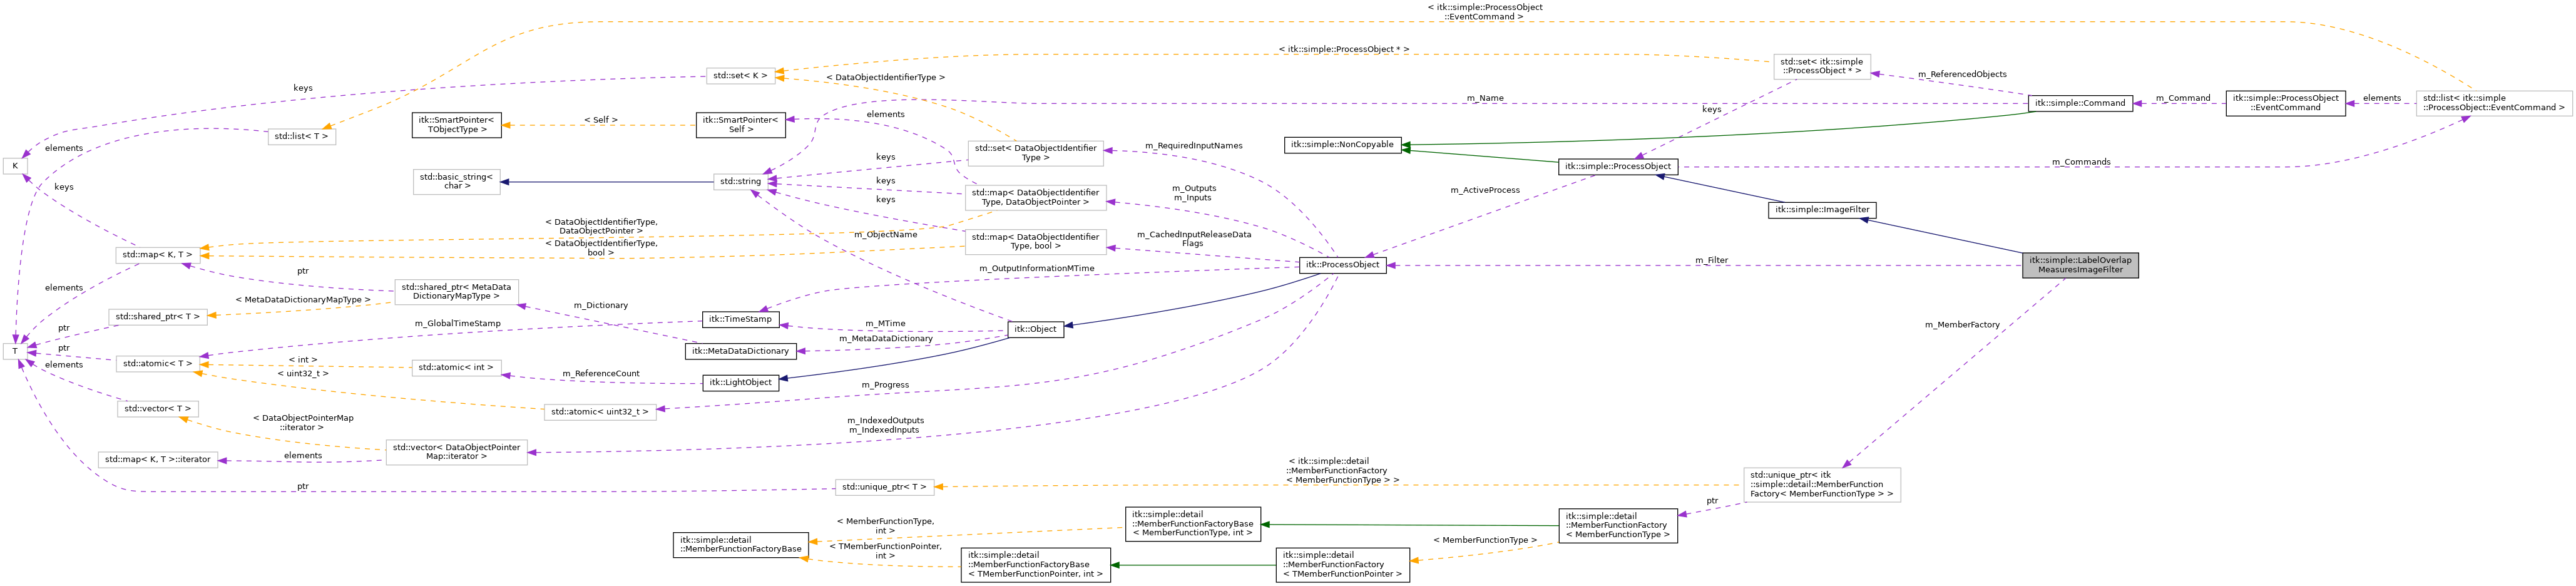 < itk::simple::ProcessObject
::EventCommand >
< itk::simple::ProcessObject * >
std::set< itk::simple
::ProcessObject * >
std::set< K >
< DataObjectIdentifierType >
m_ReferencedObjects
keys
m_Name
itk::simple::Command
m_Command
itk::simple::ProcessObject
::EventCommand
elements
std::list< itk::simple
::ProcessObject::EventCommand >
keys
elements
itk::SmartPointer<
TObjectType >
< Self >
itk::SmartPointer<
Self >
std::list< T >
itk::simple::NonCopyable
m_RequiredInputNames
std::set< DataObjectIdentifier
Type >
elements
keys
K
itk::simple::ProcessObject
m_Commands
std::basic_string<
char >
std::string
keys
keys
keys
std::map< DataObjectIdentifier
Type, DataObjectPointer >
m_Outputs
m_Inputs
m_ActiveProcess
itk::simple::ImageFilter
< DataObjectIdentifierType,
DataObjectPointer >
< DataObjectIdentifierType,
bool >
m_ObjectName
std::map< DataObjectIdentifier
Type, bool >
m_CachedInputReleaseData
Flags
std::map< K, T >
ptr
m_OutputInformationMTime
itk::ProcessObject
m_Filter
itk::simple::LabelOverlap
MeasuresImageFilter
elements
std::shared_ptr< MetaData
DictionaryMapType >
< MetaDataDictionaryMapType >
m_Dictionary
std::shared_ptr< T >
m_GlobalTimeStamp
itk::TimeStamp
m_MTime
itk::Object
m_MemberFactory
ptr
T
ptr
m_MetaDataDictionary
itk::MetaDataDictionary
std::atomic< T >
< int >
< uint32_t >
std::atomic< int >
m_ReferenceCount
itk::LightObject
elements
m_Progress
std::vector< T >
std::atomic< uint32_t >
< DataObjectPointerMap
::iterator >
m_IndexedOutputs
m_IndexedInputs
std::vector< DataObjectPointer
Map::iterator >
std::map< K, T >::iterator
elements
ptr
std::unique_ptr< T >
< itk::simple::detail
::MemberFunctionFactory
< MemberFunctionType > >
std::unique_ptr< itk
::simple::detail::MemberFunction
Factory< MemberFunctionType > >
ptr
itk::simple::detail
::MemberFunctionFactory
< MemberFunctionType >
itk::simple::detail
::MemberFunctionFactoryBase
< MemberFunctionType, int >
< MemberFunctionType,
int >
itk::simple::detail
::MemberFunctionFactoryBase
< TMemberFunctionPointer,
int >
itk::simple::detail
::MemberFunctionFactoryBase
< TMemberFunctionPointer, int >
itk::simple::detail
::MemberFunctionFactory
< TMemberFunctionPointer >
< MemberFunctionType >